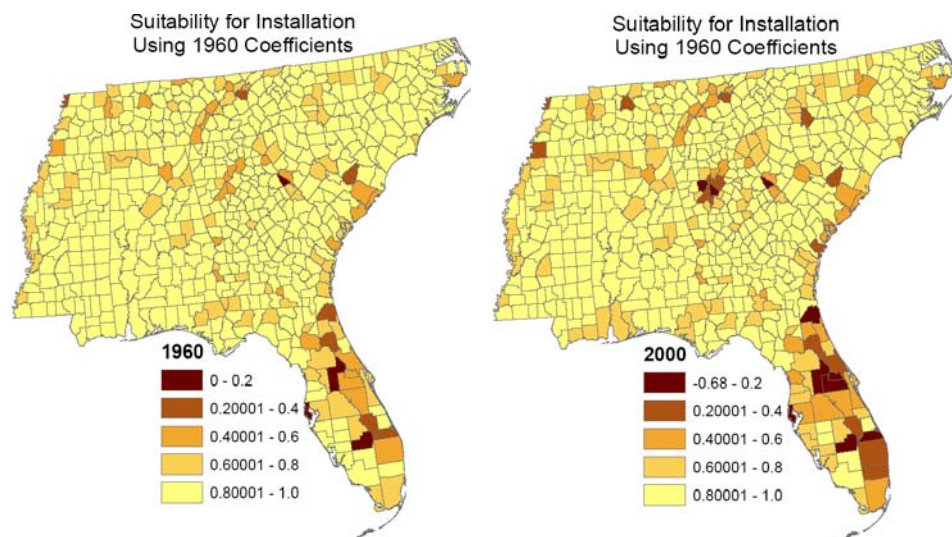 Suitability for Installation
Using 1960 Coefficients
1960
0 - 0.2
0.20001 - 0.4
0.40001 - 0.6
0.60001 - 0.8
0.80001 - 1.0
Suitability for Installation
Using 1960 Coefficients
2000
-0.68 - 0.2
0.20001 - 0.4
0.40001 - 0.6
0.60001 - 0.8
0.80001 - 1.0